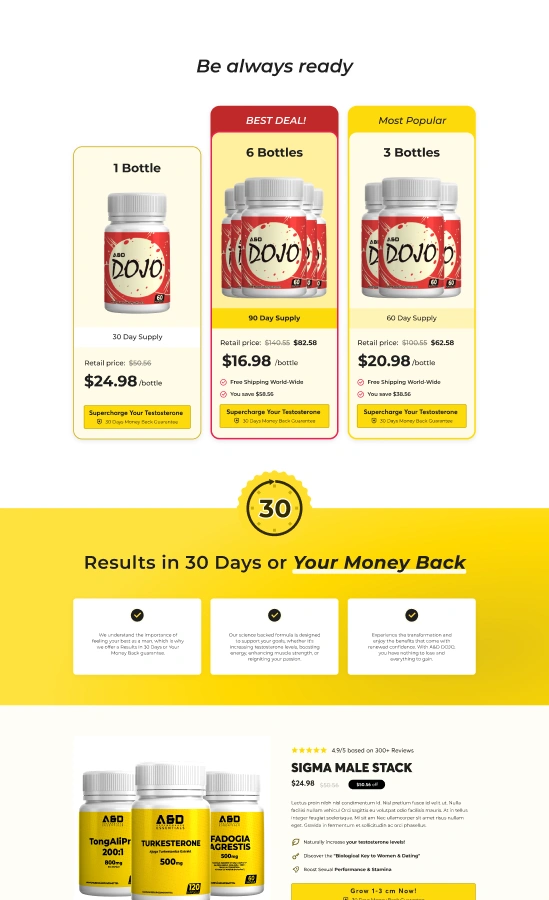 Be always ready
1 Bottle
A&D
DOJO
60
30 Day Supply
Retail price: $50.56
$24.98 /bottle
Supercharge Your Testosterone
30 Days Money Back Guarantee
BEST DEAL!
6 Bottles
A&D
DOJO
60
90 Day Supply
Retail price: $140.55 $82.58
$16.98 /bottle
Free Shipping World-Wide
You save $58.56
Supercharge Your Testosterone
30 Days Money Back Guarantee
Most Popular
3 Bottles
A&D
DOJO
60
60 Day Supply
Retail price: $100.55 $62.58
$20.98 /bottle
Free Shipping World-Wide
You save $38.56
Supercharge Your Testosterone
30 Days Money Back Guarantee
30
Results in 30 Days or Your Money Back
We understand the importance of
feeling your best as a man, which is why
we offer a Results in 30 Days or Your
Money Back guarantee.
Our science-backed formula is designed
to support your goals, whether it's
increasing testosterone levels, boosting
energy, enhancing muscle strength, or
reigniting your passion.
Experience the transformation and
enjoy the benefits that come with
renewed confidence. With A&D DOJO,
you have nothing to lose and
everything to gain.
A&D
TongAliPr
200:1
800mg
A&D
ESSENTIALS
TURKESTERONE
Ajuga Turkestanica Extract
500mg
120
A&D
FADOGIA
AGRESTIS
500mg
4.9/5 based on 300+ Reviews
SIGMA MALE STACK
$24.98
$50.56 off
Luctus proin nibh nisl condimentum id. Nisl pretium fusce id velit ut. Nulla
facilisi nullam vehicul Orci sagittis eu volutpat odio facilisis mauris. At in tellus
integer feugiat scelerisque. Mi sit am Nec ullamcorper sit amet risus nullam
eget. Gravida in fermentum et sollicitudin ac orci phasellus.
Naturally Increase your testosterone levels!
Discover the "Biological Key to Women & Dating"
Boost Sexual Performance & Stamina
Grow 1-3 cm Now!